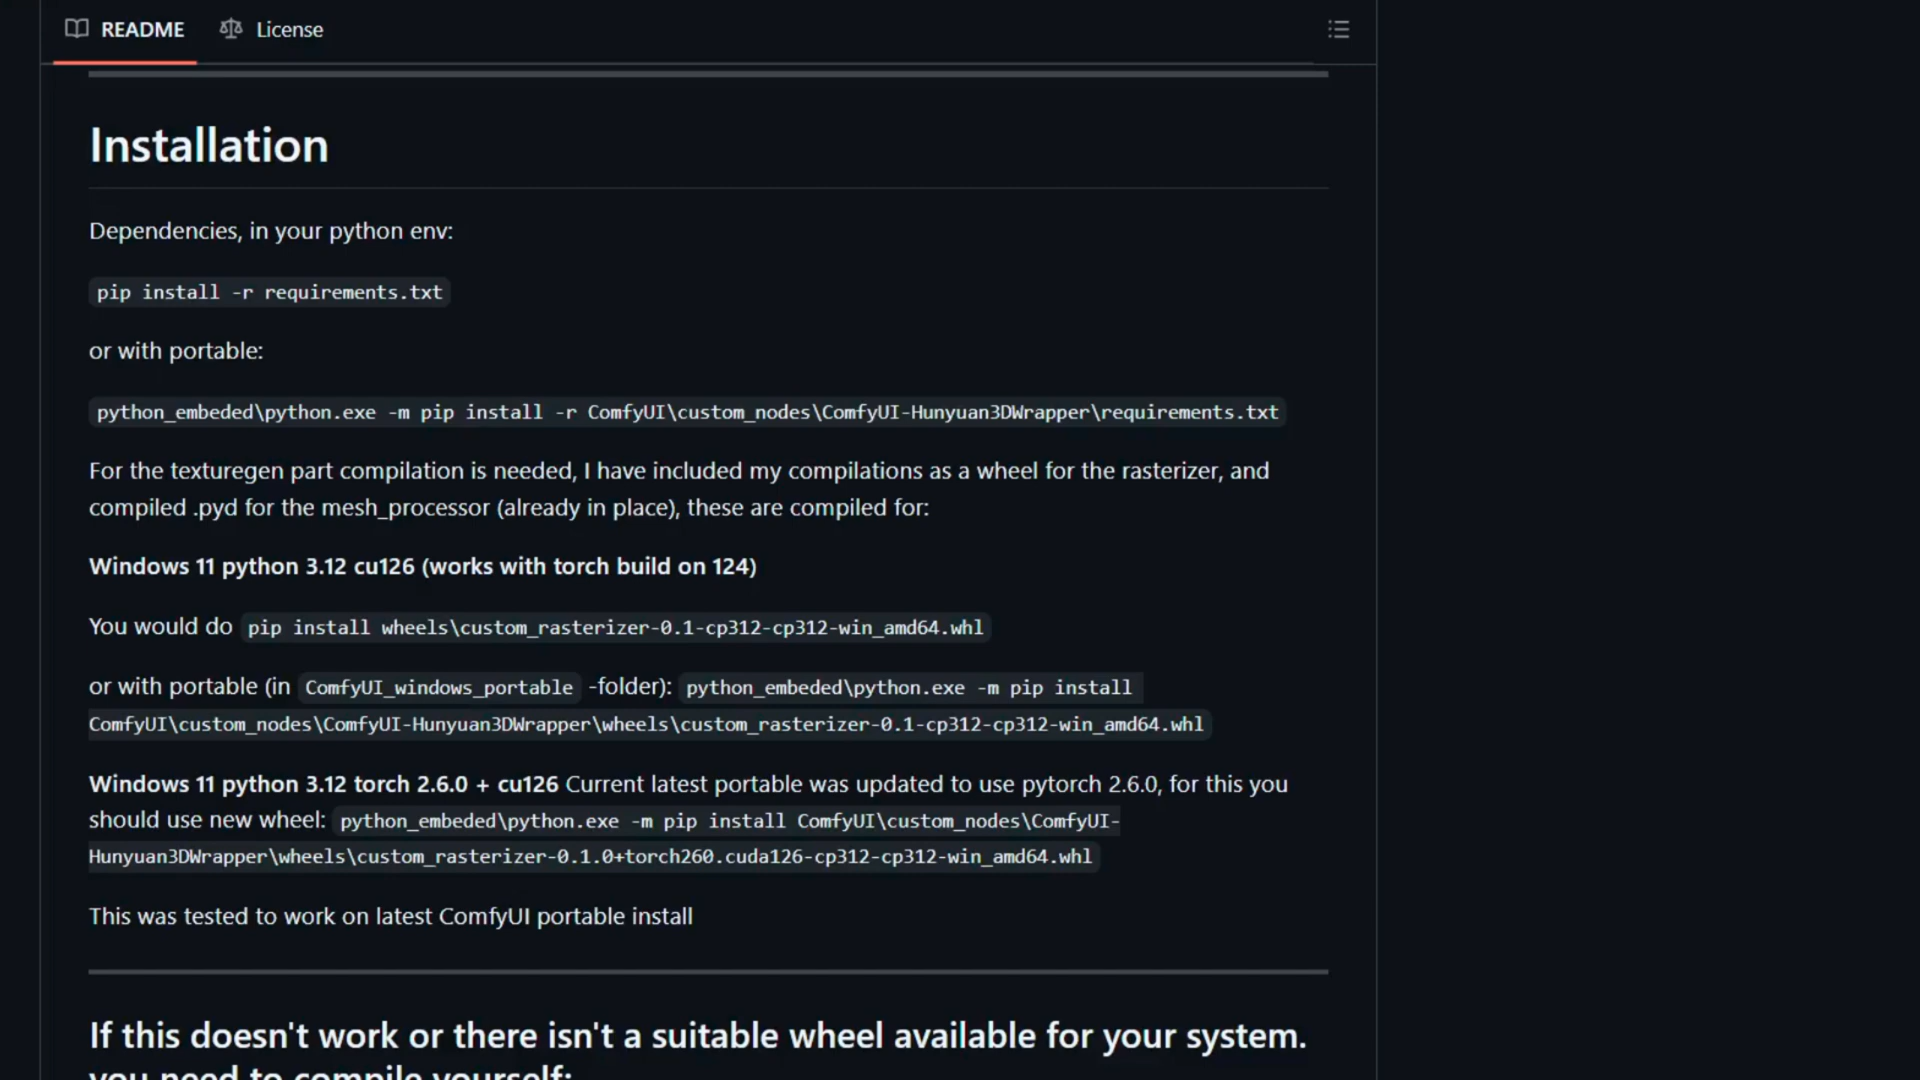 README License
Installation
Dependencies, in your python env:
pip install -r requirements.txt
or with portable:
python_embeded\python.exe -m pip install -r ComfyUI\custom_nodes\ComfyUI-Hunyuan3DWrapper\requirements.txt
For the texturegen part compilation is needed, I have included my compilations as a wheel for the rasterizer, and
compiled .pyd for the mesh_processor (already in place), these are compiled for:
Windows 11 python 3.12 cu126 (works with torch build on 124)
You would do pip install wheels\custom_rasterizer-0.1-cp312-cp312-win_amd64.whl
or with portable (in ComfyUI_windows_portable -folder): python_embeded\python.exe -m pip install
ComfyUI\custom_nodes\ComfyUI-Hunyuan3DWrapper\wheels\custom_rasterizer-0.1-cp312-cp312-win_amd64.whl
Windows 11 python 3.12 torch 2.6.0 + cu126 Current latest portable was updated to use pytorch 2.6.0, for this you
should use new wheel: python_embeded\python.exe -m pip install ComfyUI\custom_nodes\ComfyUI-
Hunyuan3DWrapper\wheels\custom_rasterizer-0.1.0+torch260.cuda126-cp312-cp312-win_amd64.whl
This was tested to work on latest ComfyUI portable install
If this doesn't work or there isn't a suitable wheel available for your system.
you need to compile yourself: